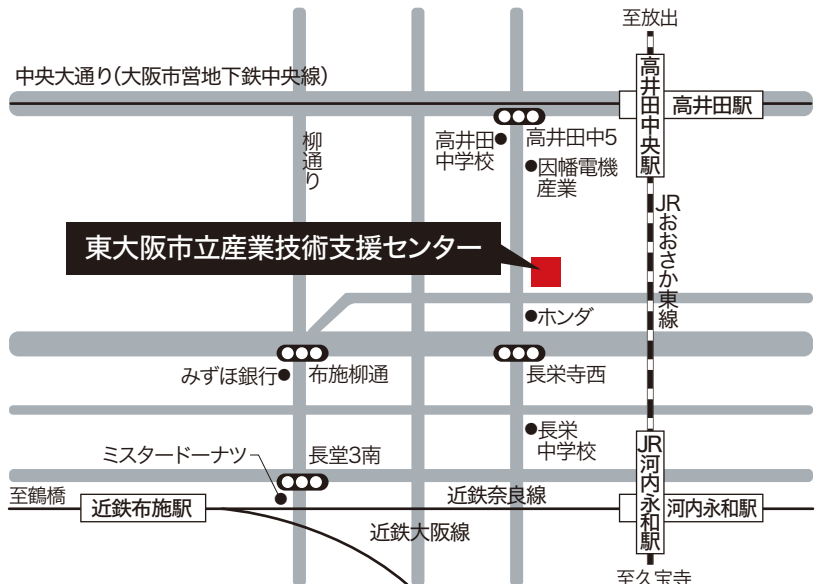 至放出
中央大通り(大阪市営地下鉄中央線)
高井田中央駅
高井田駅
柳通り
高井田
中学校
高井田中5
因幡電機
産業
JRおおさか東線
東大阪市立産業技術支援センター
ホンダ
みずほ銀行
布施柳通
長栄寺西
長栄
中学校
ミスタードーナツ
長堂3南
JR河内永和駅
至鶴橋
近鉄布施駅
近鉄奈良線
河内永和駅
近鉄大阪線
至久宝寺